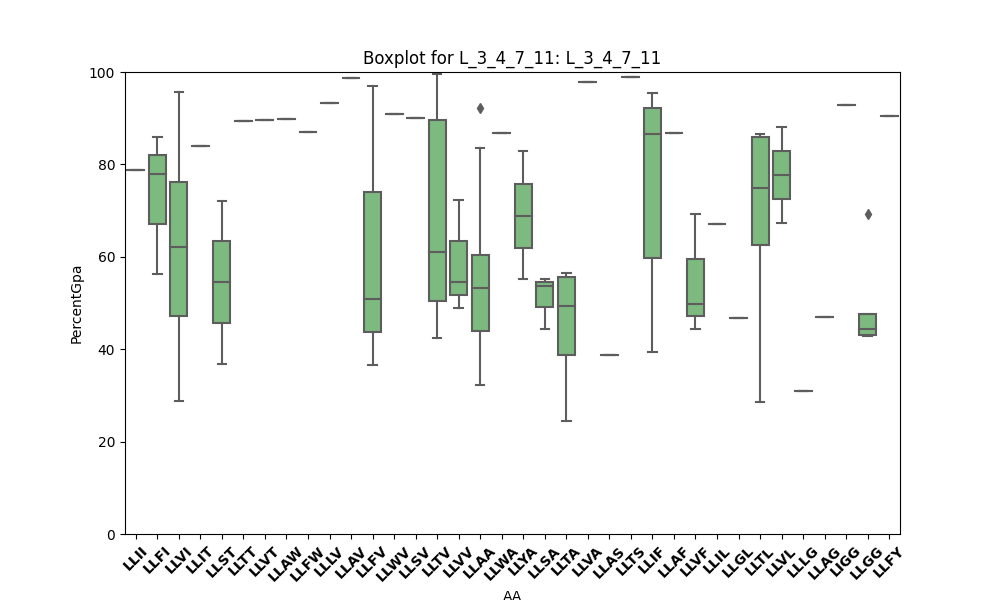 Boxplot for L_3_4_7_11: L_3_4_7_11
100
80
60
40
20
0
PercentGpa
LLII LLFI LLVI LLIT LLST LLTT LLVT LLAW LLFW LLLV LLAV LLFV LLWV LLSV LLTV LLVV LLAA LLWA LLYA LLSA LLTA LLVA LLAS LLTS LLIF LLAF LLVF LLIL LLGL LLTL LLVL LLLG LLAG LIGG LLGG LLFY
AA